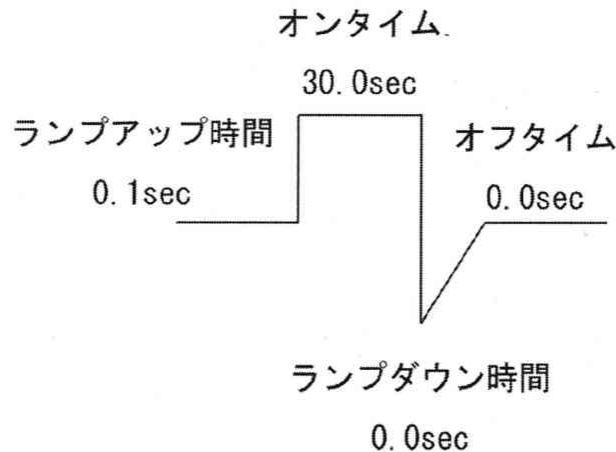 オンタイム
30.0sec
ランプアップ時間
0.1sec
オフタイム
0.0sec
ランプダウン時間
0.0sec